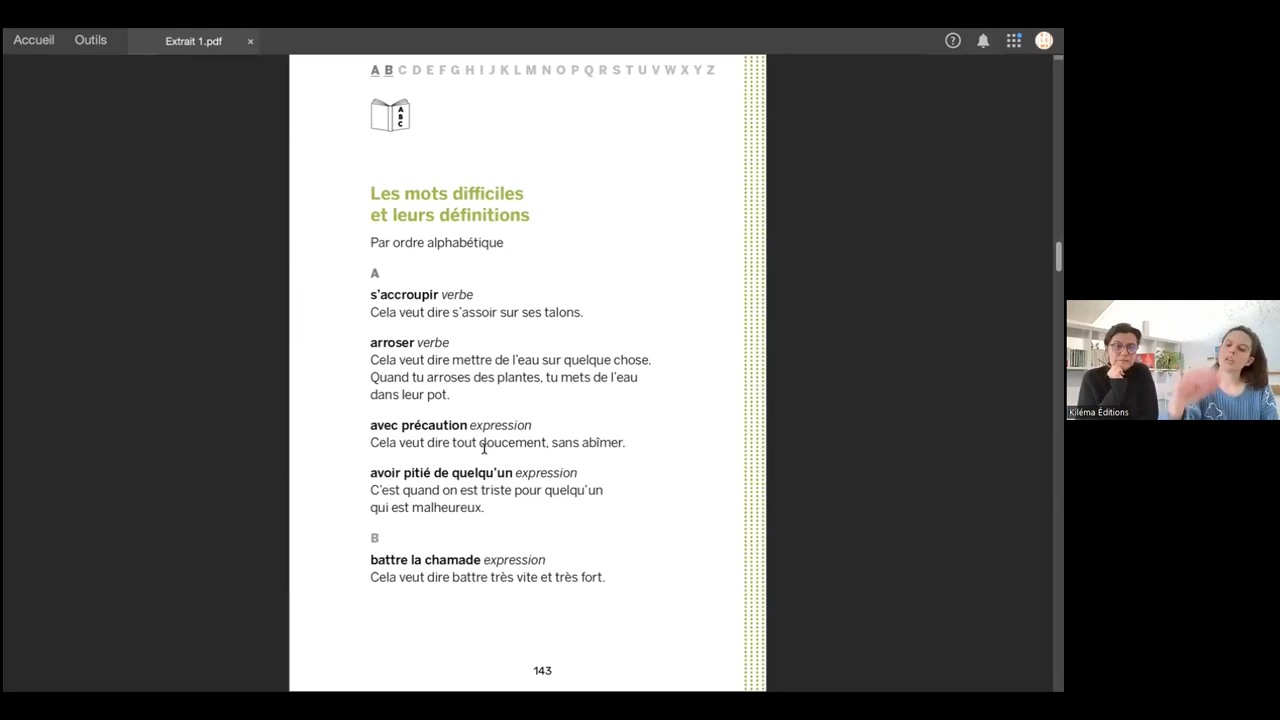 Accueil Outils Extrait 1.pdf ×
A B C D E F G H I J K L M N O P Q R S T U V W X Y Z
A
B
C
Les mots difficiles
et leurs définitions
Par ordre alphabétique
A
s'accroupir verbe
Cela veut dire s'assoir sur ses talons.
arroser verbe
Cela veut dire mettre de l'eau sur quelque chose.
Quand tu arroses des plantes, tu mets de l'eau
dans leur pot.
avec précaution expression
Cela veut dire tout doucement, sans abîmer.
avoir pitié de quelqu'un expression
C'est quand on est triste pour quelqu'un
qui est malheureux.
B
battre la chamade expression
Cela veut dire battre très vite et très fort.
143
Kiléma Éditions